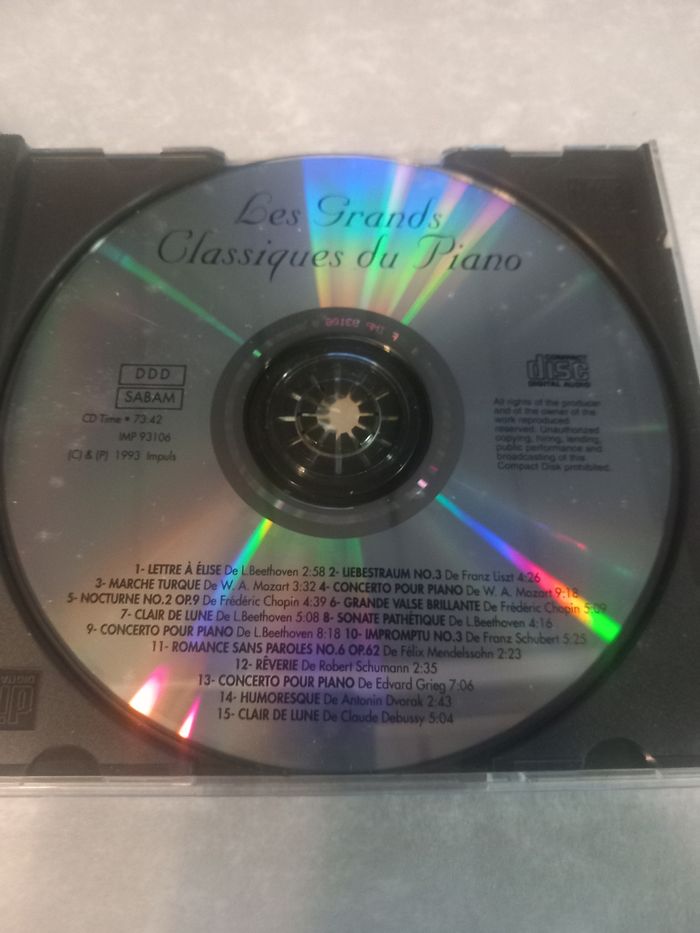 Les Grands
Classiques du Piano
IMP 93106
DDD
SABAM
CD Time • 73:42
IMP 93106
(C) & (P) 1993 Impuls
COMPACT
disc
DIGITAL AUDIO
All rights of the producer
and of the owner of the
work reproduced
reserved. Unauthorized
copying, hiring, lending,
public performance and
broadcasting of this
Compact Disk prohibited.
1- LETTRE À ÉLISE De L.Beethoven 2:58 2- LIEBESTRAUM NO.3 De Franz Liszt 4:26
3- MARCHE TURQUE De W. A. Mozart 3:32 4- CONCERTO POUR PIANO De W. A. Mozart 9:18
5- NOCTURNE NO.2 OP.9 De Frédéric Chopin 4:39 6- GRANDE VALSE BRILLANTE De Frédéric Chopin 5:09
7- CLAIR DE LUNE De L.Beethoven 5:08 8- SONATE PATHÉTIQUE De L.Beethoven 4:16
9- CONCERTO POUR PIANO De L.Beethoven 8:18 10- IMPROMPTU NO.3 De Franz Schubert 5:25
11- ROMANCE SANS PAROLES NO.6 OP.62 De Félix Mendelssohn 2:23
12- RÊVERIE De Robert Schumann 2:35
13- CONCERTO POUR PIANO De Edvard Grieg 7:06
14- HUMORESQUE De Antonin Dvorak 2:43
15- CLAIR DE LUNE De Claude Debussy 5:04